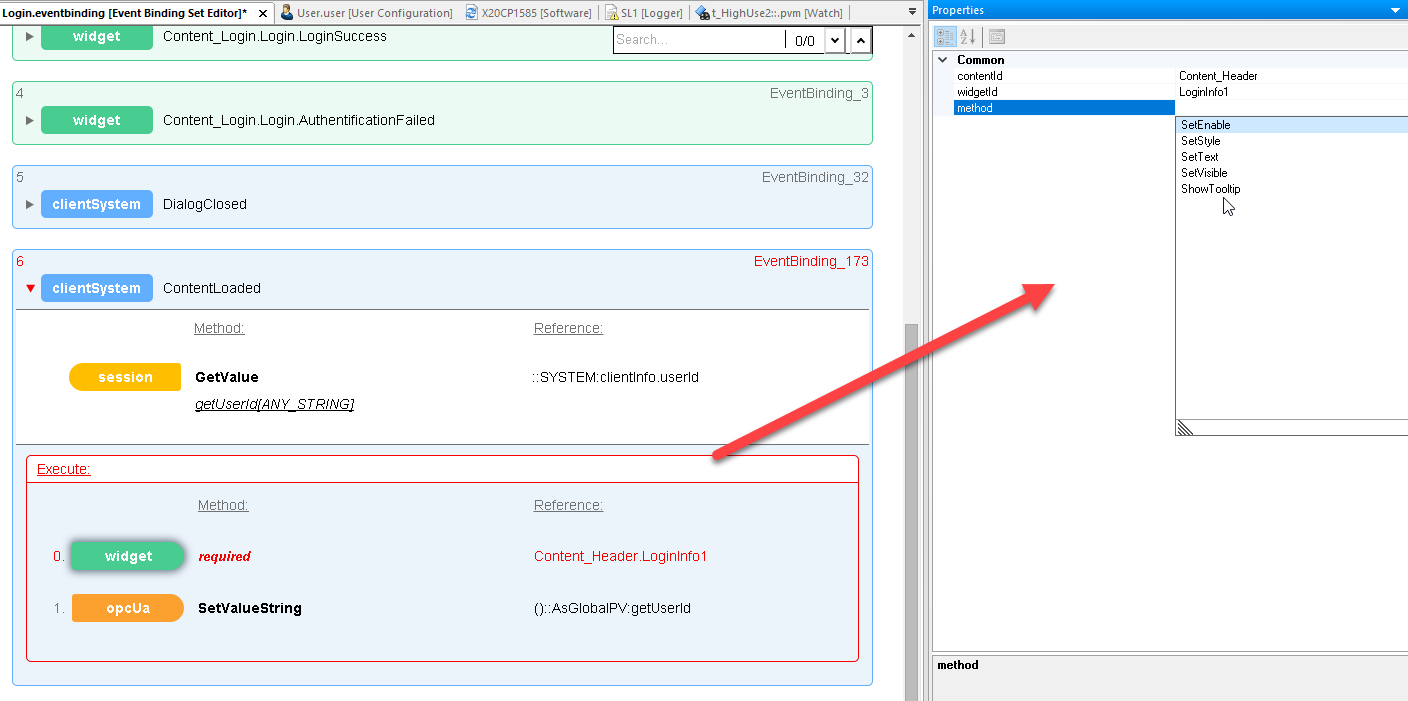 Login.eventbinding [Event Binding Set Editor]* User.user [User Configuration] X20CP1585 [Software] SL1 [Logger] t_HighUse2::.pvm [Watch]
widget Content_Login.Login.LoginSuccess
Search... 0/0
4 EventBinding_3
widget Content_Login.Login.AuthentificationFailed
5 EventBinding_32
clientSystem DialogClosed
6 EventBinding_173
clientSystem ContentLoaded
Method: Reference:
session GetValue ::SYSTEM:clientInfo.userId
getUserId[ANY_STRING]
Execute:
Method: Reference:
0. widget required Content_Header.LoginInfo1
1. opcUa SetValueString ()::AsGlobalPV:getUserId
Properties
Common
contentId Content_Header
widgetId LoginInfo1
method
SetEnable
SetStyle
SetText
SetVisible
ShowTooltip
method